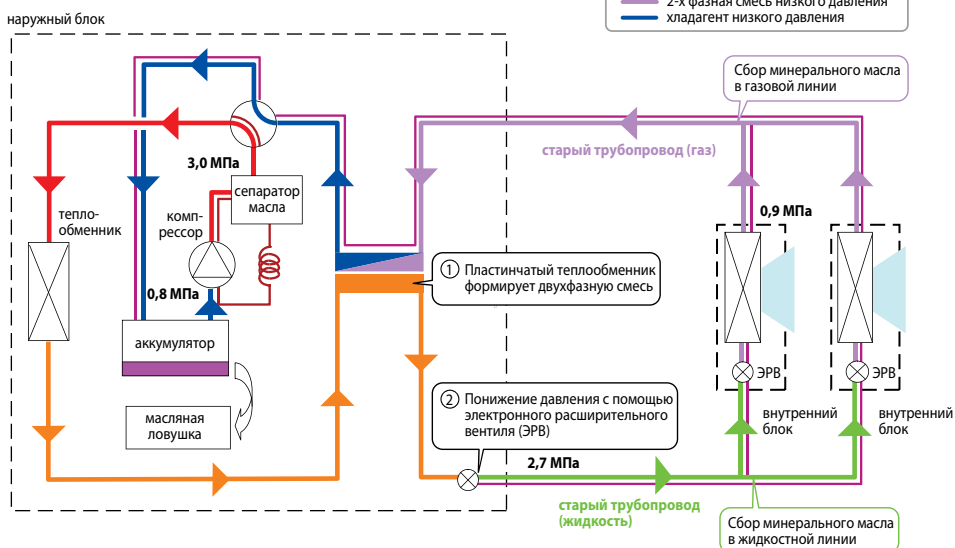 2-х фазная смесь низкого давления
хладагент низкого давления
наружный блок
Сбор минерального масла
в газовой линии
старый трубопровод (газ)
3,0 МПа
сепаратор
масла
тепло-
обменник
комп-
рессор
0,9 МПа
① Пластинчатый теплообменник
формирует двухфазную смесь
0,8 МПа
аккумулятор
ЭРВ
ЭРВ
② Понижение давления с помощью
электронного расширительного
вентиля (ЭРВ)
масляная
ловушка
внутренний
блок
внутренний
блок
2,7 МПа
старый трубопровод
(жидкость)
Сбор минерального масла
в жидкостной линии